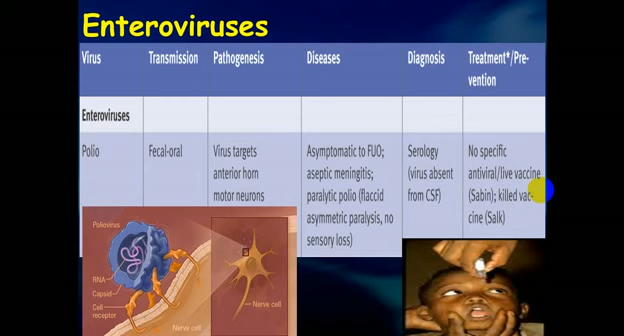 Enteroviruses
Virus
Transmission
Pathogenesis
Diseases
Diagnosis
Treatment*/Pre-
vention
Enteroviruses
Polio
Fecal-oral
Virus targets
anterior horn
motor neurons
Asymptomatic to FUO;
aseptic meningitis;
paralytic polio (flaccid
asymmetric paralysis, no
sensory loss)
Serology
(virus absent
from CSF)
No specific
antiviral/live vaccine
(Sabin); killed vac-
cine (Salk)
Poliovirus
RNA
Capsid
Cell
receptor
Nerve cell
Nerve cell